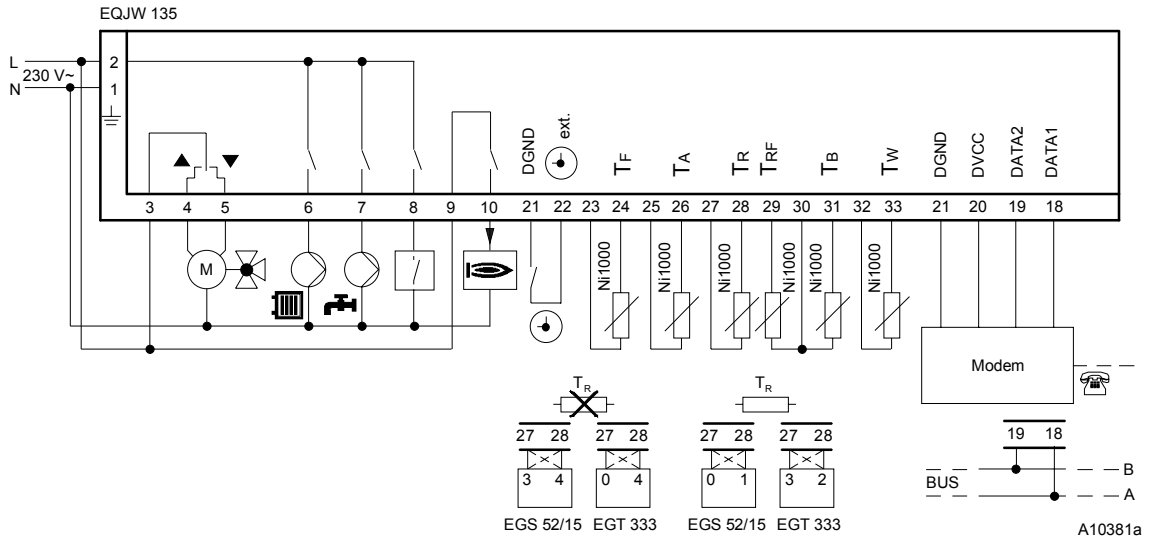 EQJW 135
L
230 V~
N
2
1
DGND
ext.
TF
TA
TR
TRF
TB
TW
DGND
DVCC
DATA2
DATA1
3 4 5 6 7 8 9 10 21 22 23 24 25 26 27 28 29 30 31 32 33 21 20 19 18
M
Ni1000
Ni1000
Ni1000
Ni1000
Ni1000
Ni1000
Modem
TR
TR
27 28 27 28 27 28 27 28
x x x x
3 4 0 4 0 1 3 2
EGS 52/15 EGT 333 EGS 52/15 EGT 333
19 18
BUS
B
A
A10381a